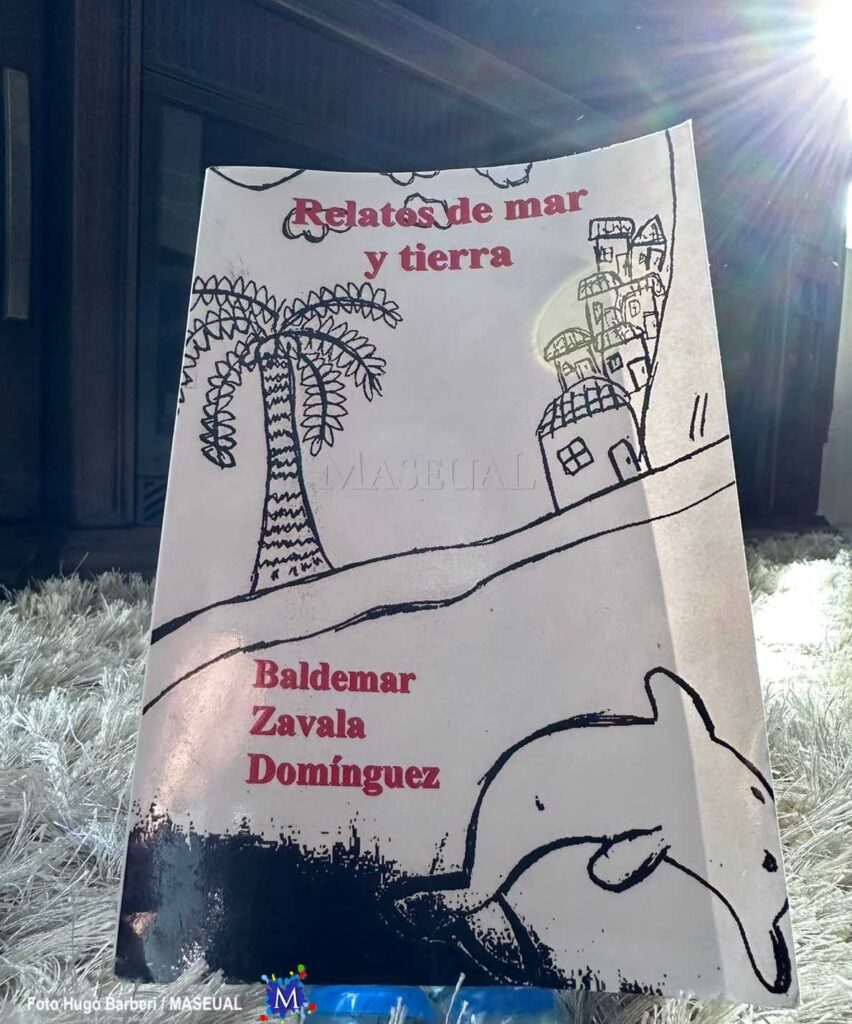 Relatos de mar
y tierra
MASEUAL
Baldemar
Zavala
Domínguez
Foto Hugo Barberi / MASEUAL
M